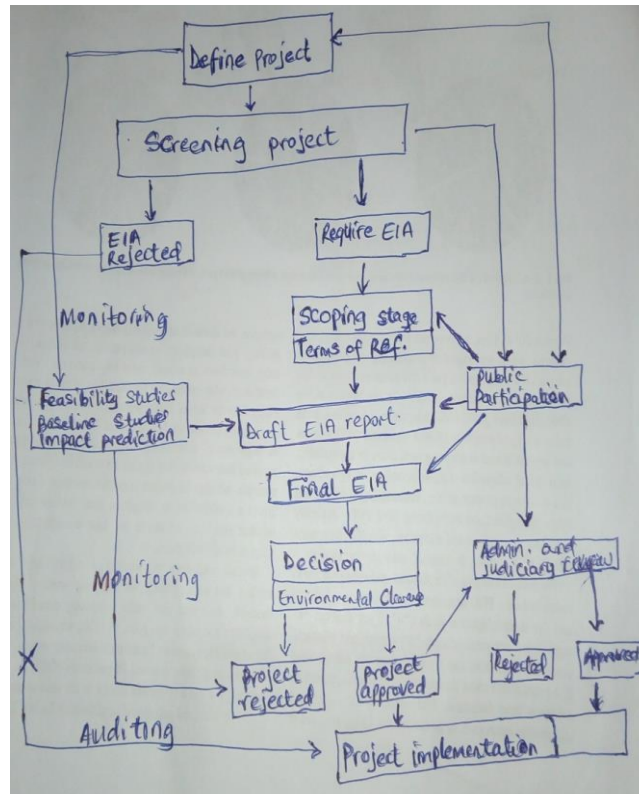 Define Project
Screening project
EIA
Rejected
Require EIA
Monitoring
Scoping stage
Terms of Ref.
Public
Participation
Feasibility Studies
Baseline Studies
Impact prediction
Draft EIA report.
Final EIA
Decision
Environmental
Admin. and
judiciary
Monitoring
Project
rejected
Project
approved
Rejected
Approved
Auditing
Project implementation